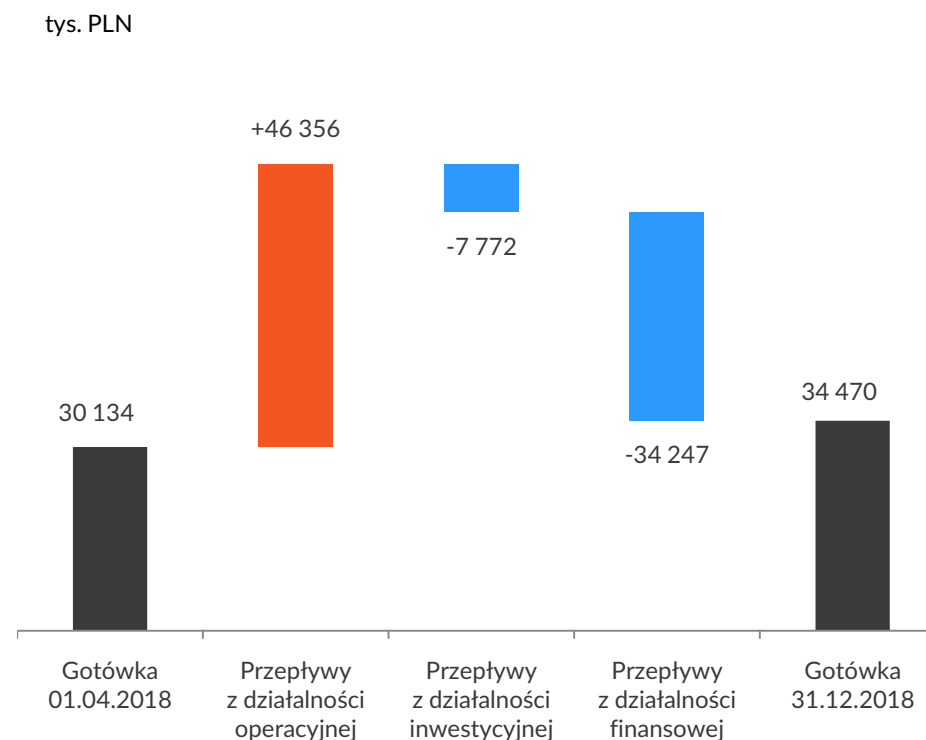 tys. PLN
+46 356
-7 772
34 470
30 134
-34 247
Gotówka
01.04.2018
Przepływy
z działalności
operacyjnej
Przepływy
z działalności
inwestycyjnej
Przepływy
z działalności
finansowej
Gotówka
31.12.2018